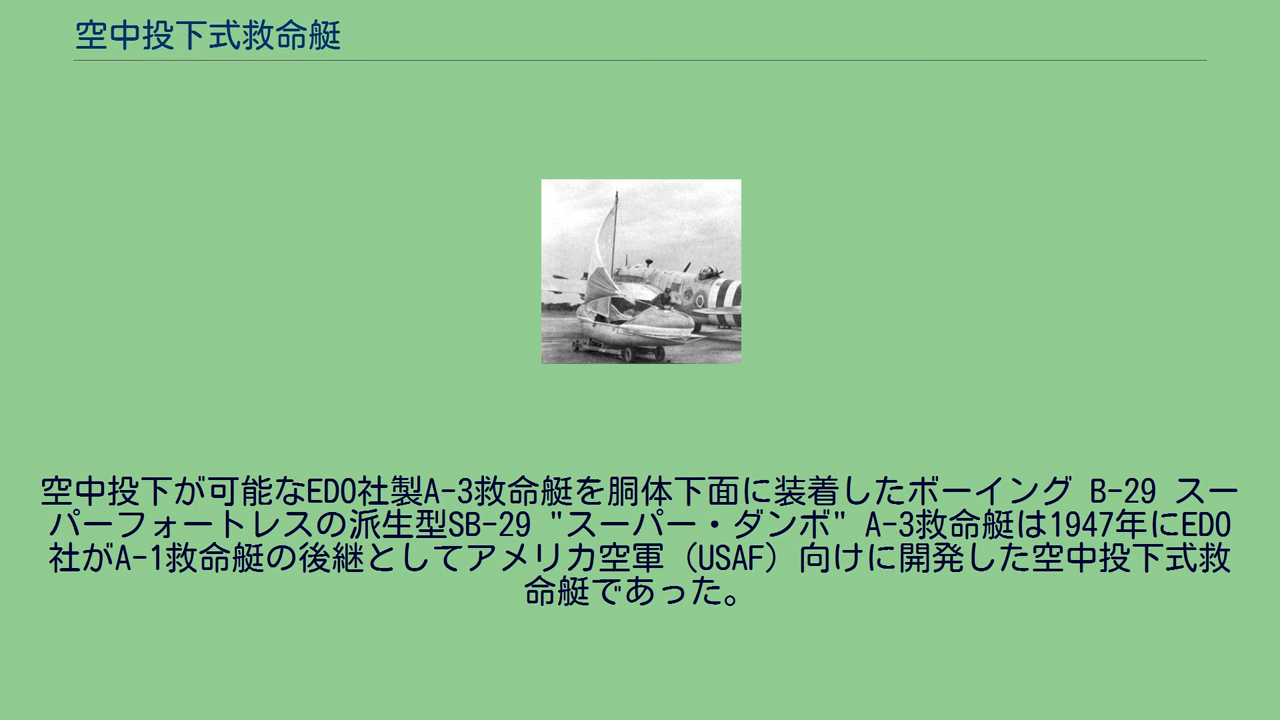 空中投下式救命艇
空中投下が可能なEDO社製A-3救命艇を胴体下面に装着したボーイング B-29 スー
パーフォートレスの派生型SB-29 "スーパー・ダンボ" A-3救命艇は1947年にEDO
社がA-1救命艇の後継としてアメリカ空軍（USAF）向けに開発した空中投下式救
命艇であった。